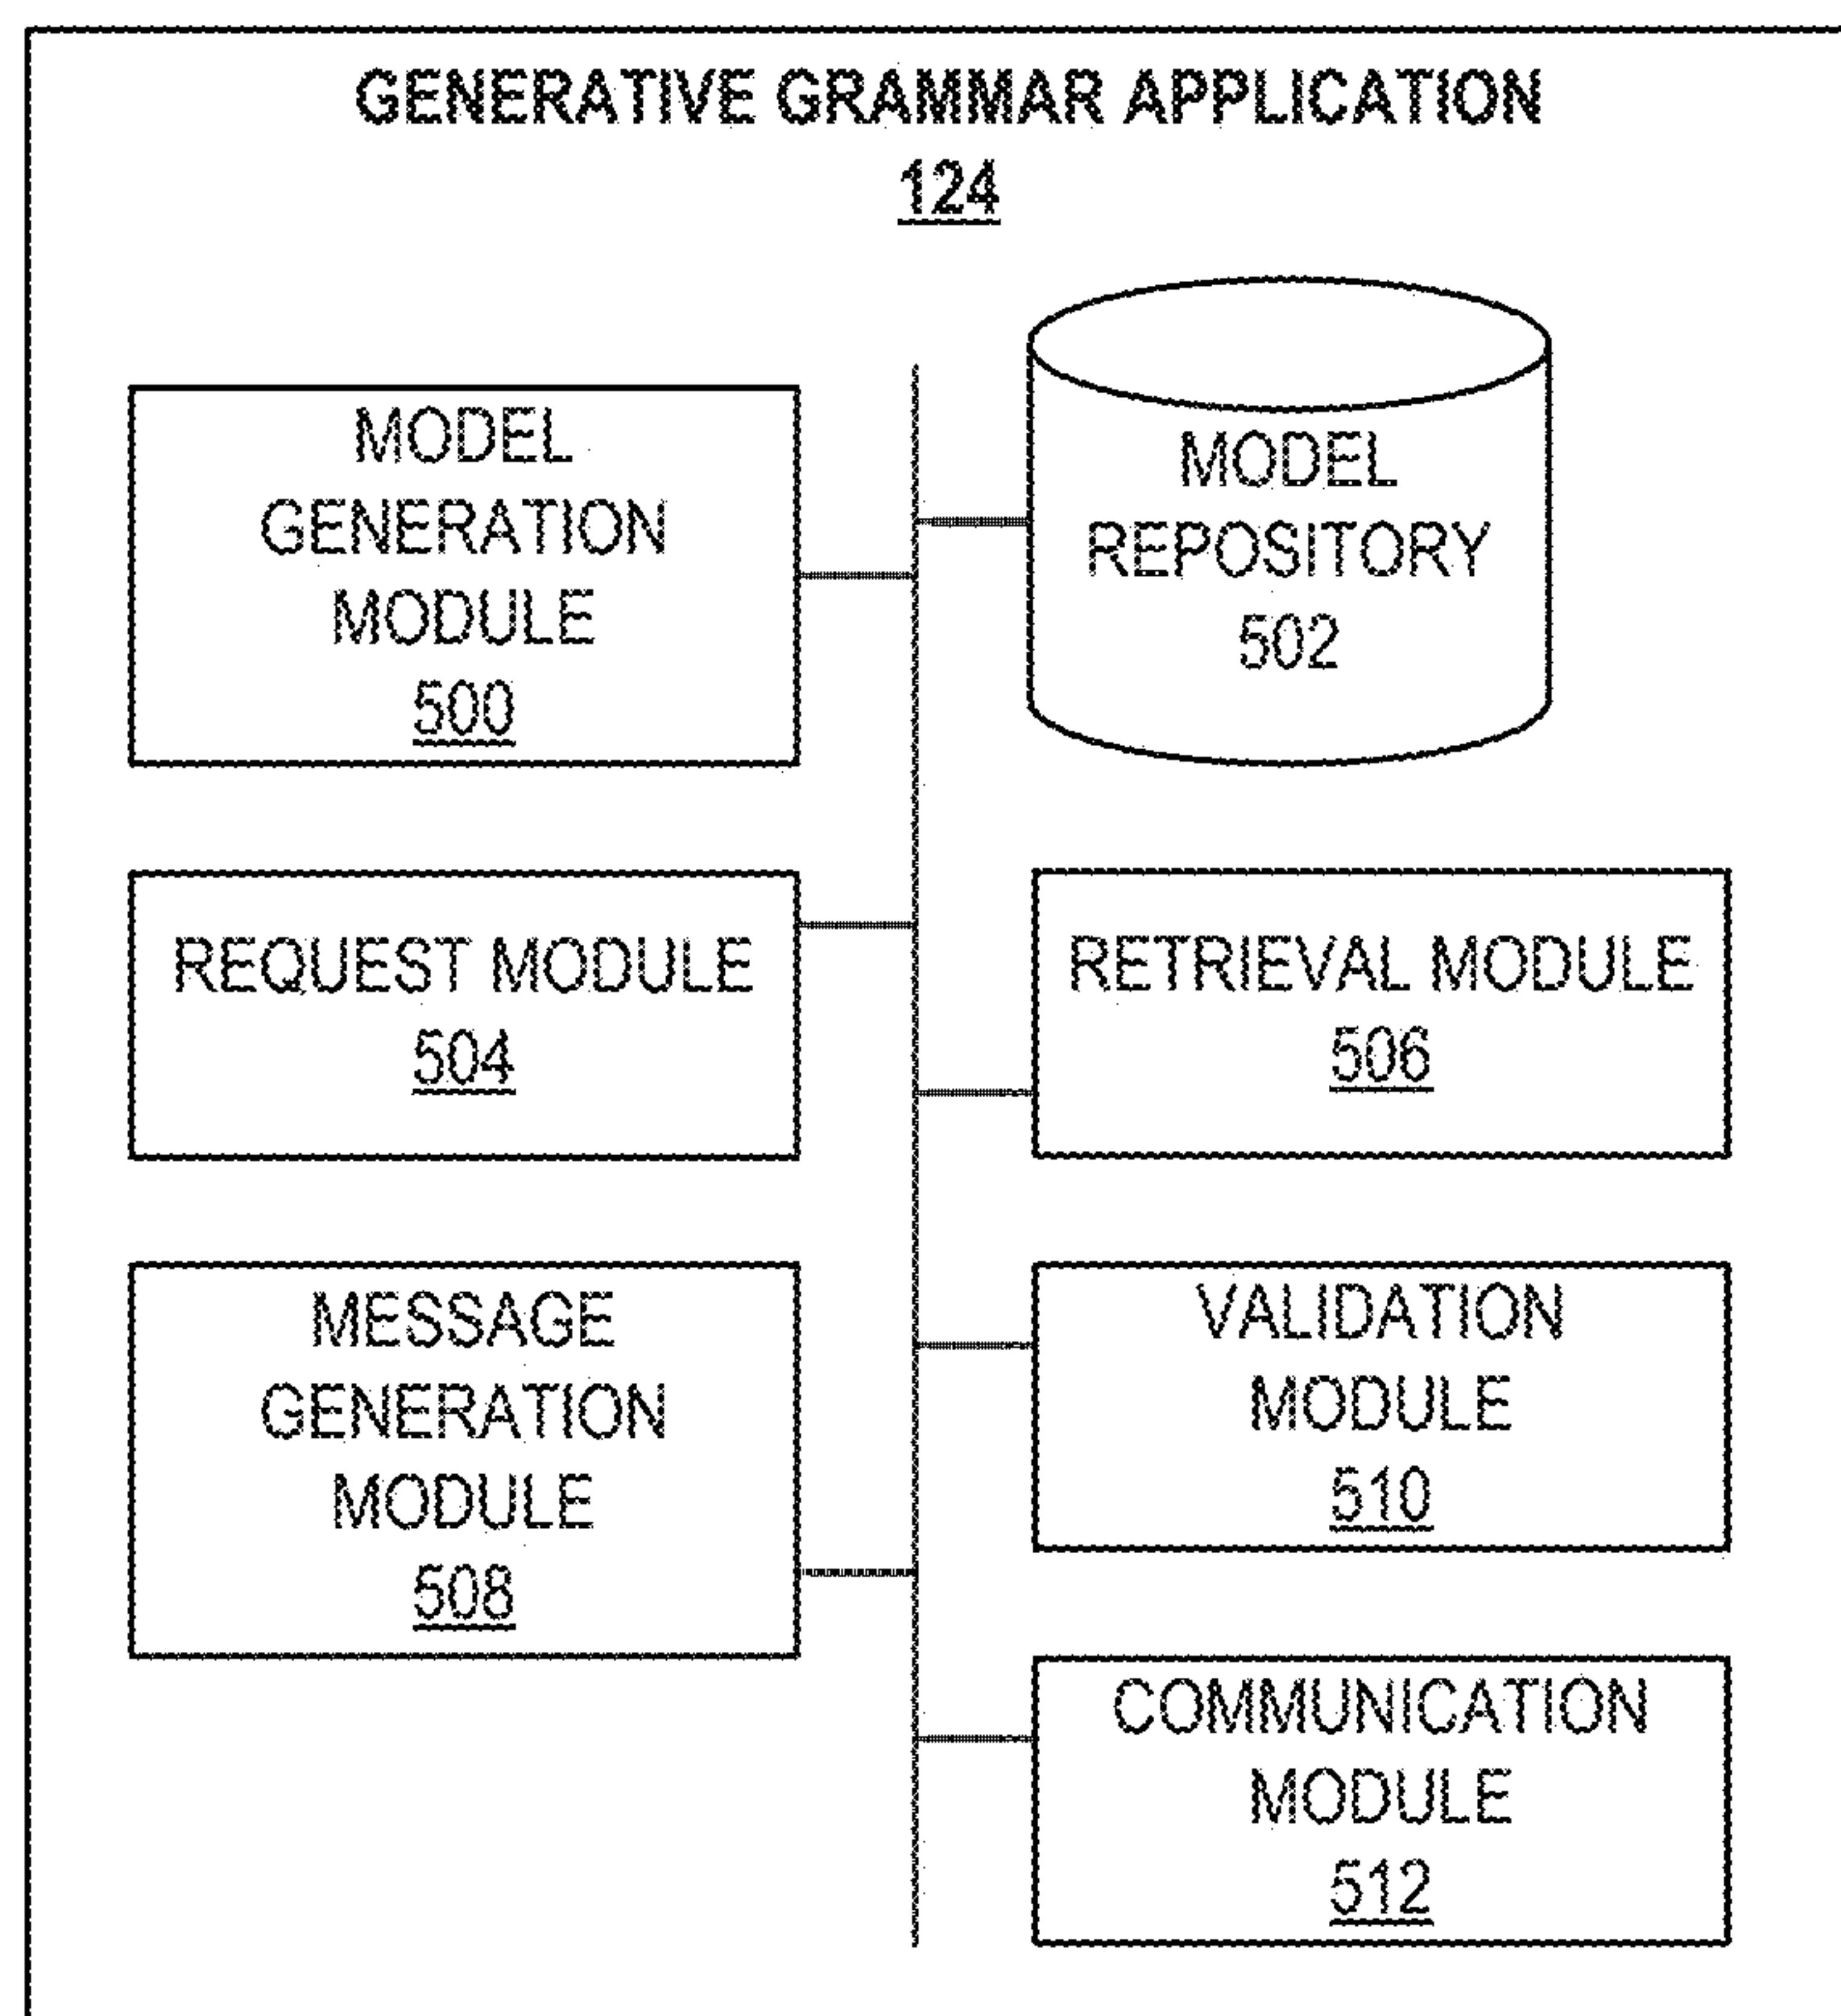 GENERATIVE GRAMMAR APPLICATION
124
MODEL
GENERATION
MODULE
500
MODEL
REPOSITORY
502
REQUEST MODULE
504
RETRIEVAL MODULE
506
MESSAGE
GENERATION
MODULE
508
VALIDATION
MODULE
510
COMMUNICATION
MODULE
512